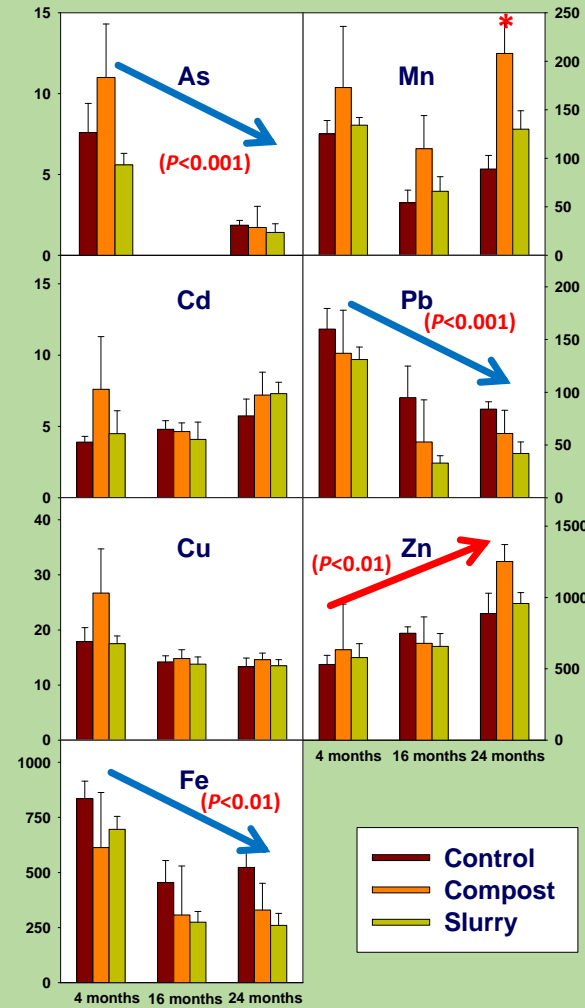 15
10
5
0
As
(P<0.001)
250
200
150
100
50
0
Mn
*
15
10
5
0
Cd
200
150
100
50
0
Pb
(P<0.001)
40
30
20
10
0
Cu
1500
1000
500
0
Zn
(P<0.01)
4 months 16 months 24 months
1000
750
500
250
0
Fe
(P<0.01)
4 months 16 months 24 months
Control
Compost
Slurry